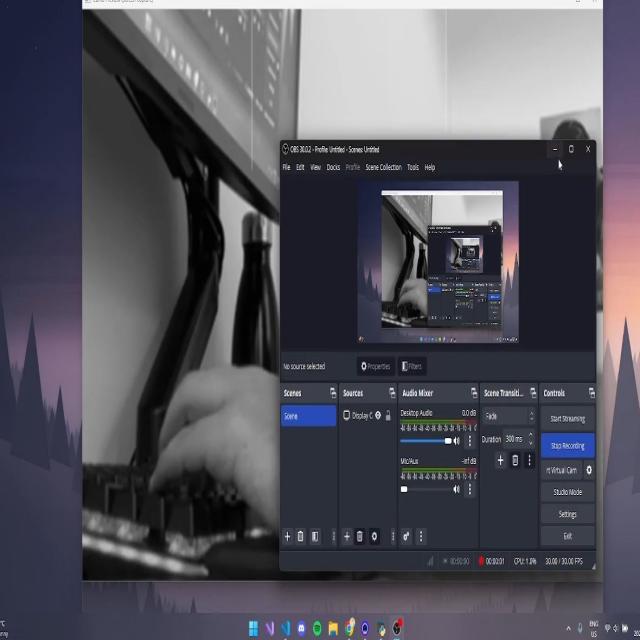 OBS 30.0.2 - Profile: Untitled - Scenes: Untitled
File Edit View Docks Profile Scene Collection Tools Help
No source selected
Properties Filters
Scenes
Sources
Audio Mixer
Scene Transiti...
Controls
Scene
Display C
Desktop Audio 0.0 dB
Mic/Aux -inf dB
Fade
Duration 300 ms
Start Streaming
Stop Recording
rt Virtual Cam
Studio Mode
Settings
Exit
00:00:00
00:00:01
CPU: 1.0%
30.00 / 30.00 FPS
ENG
US